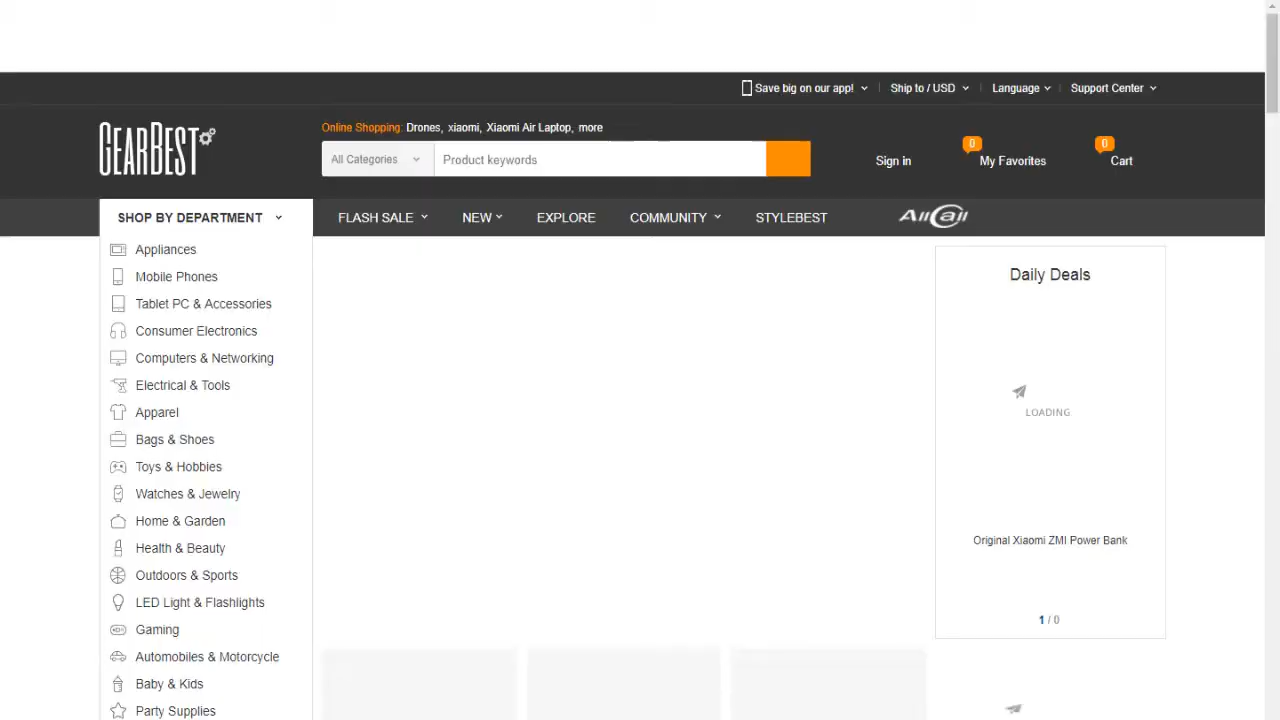 Save big on our app!
Ship to / USD
Language
Support Center
GEARBEST
Online Shopping: Drones, xiaomi, Xiaomi Air Laptop, more
All Categories
Product keywords
Sign in
0
My Favorites
0
Cart
SHOP BY DEPARTMENT
FLASH SALE
NEW
EXPLORE
COMMUNITY
STYLEBEST
AllCall
Appliances
Mobile Phones
Tablet PC & Accessories
Consumer Electronics
Computers & Networking
Electrical & Tools
Apparel
Bags & Shoes
Toys & Hobbies
Watches & Jewelry
Home & Garden
Health & Beauty
Outdoors & Sports
LED Light & Flashlights
Gaming
Automobiles & Motorcycle
Baby & Kids
Party Supplies
Daily Deals
LOADING
Original Xiaomi ZMI Power Bank
1 / 0